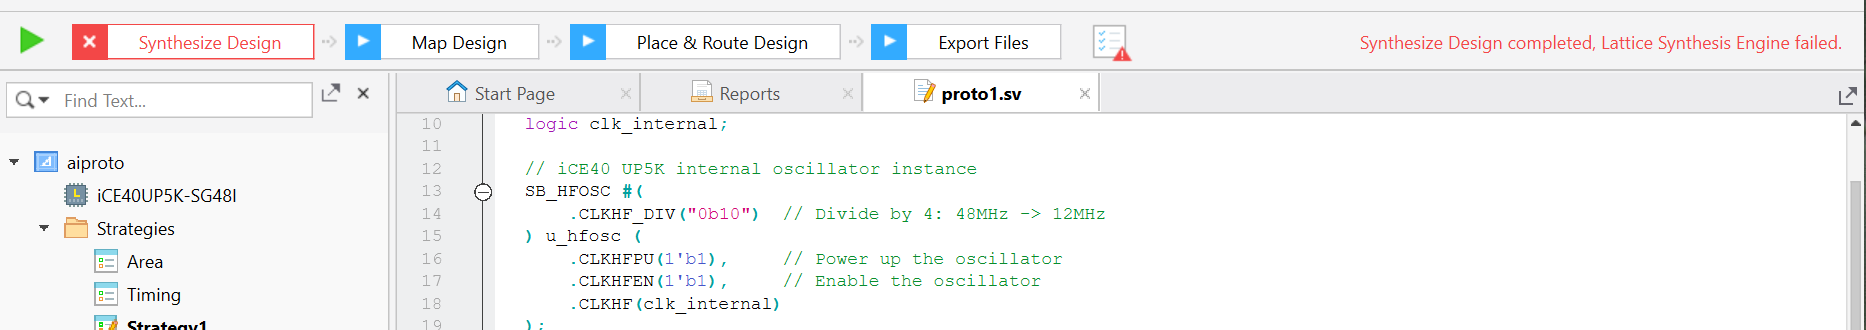 Synthesize Design
Map Design
Place & Route Design
Export Files
Synthesize Design completed, Lattice Synthesis Engine failed.
Find Text...
Start Page
Reports
proto1.sv
aiproto
iCE40UP5K-SG48I
Strategies
Area
Timing
Strategy1
10 logic clk_internal;
11
12 // iCE40 UP5K internal oscillator instance
13 SB_HFOSC #(
14 .CLKHF_DIV("0b10") // Divide by 4: 48MHz -> 12MHz
15 ) u_hfosc (
16 .CLKHFPU(1'b1), // Power up the oscillator
17 .CLKHFEN(1'b1), // Enable the oscillator
18 .CLKHF(clk_internal)
19 );